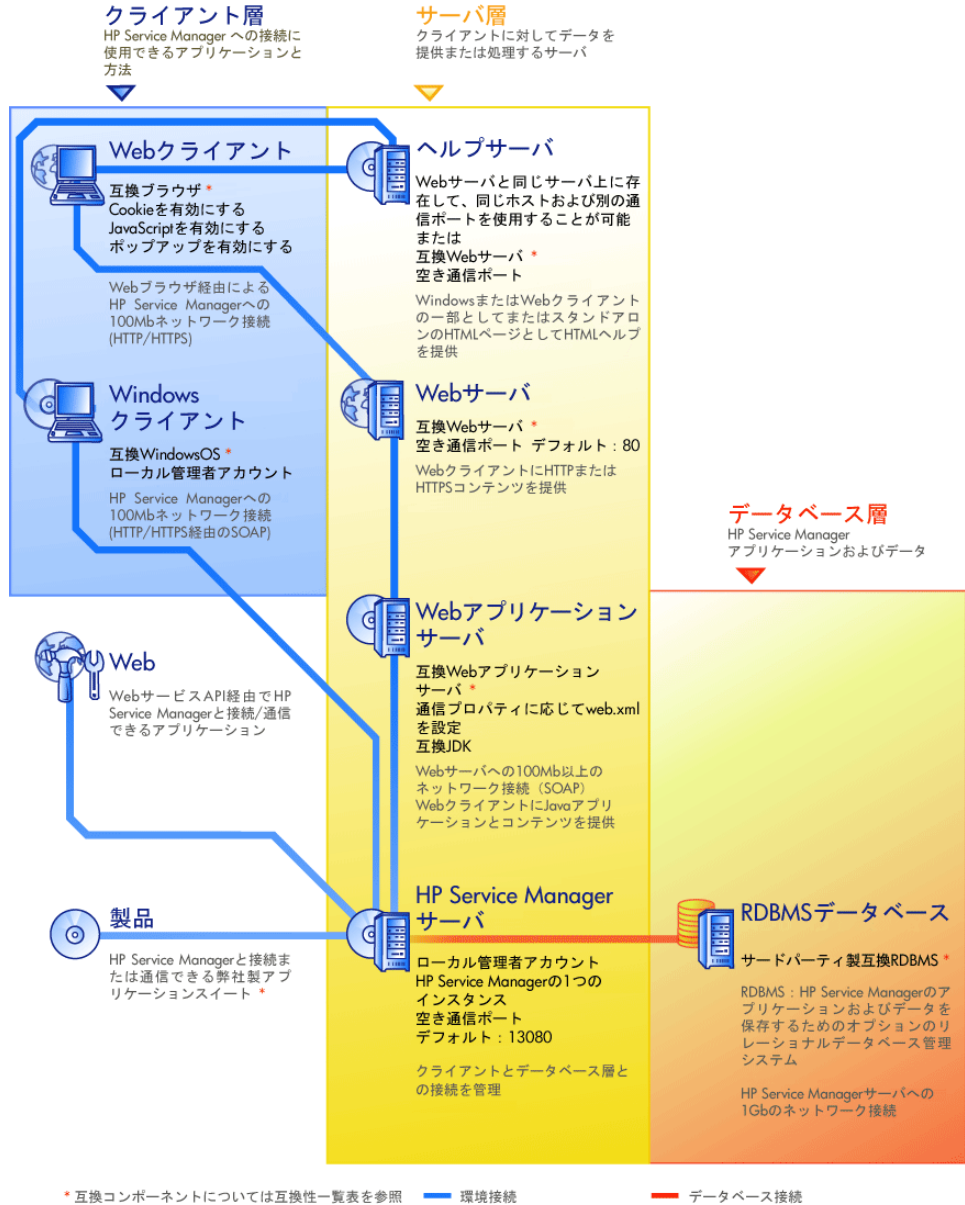 クライアント層
HP Service Manager への接続に
使用できるアプリケーションと
方法
サーバ層
クライアントに対してデータを
提供または処理するサーバ
Webクライアント
互換ブラウザ *
Cookieを有効にする
JavaScriptを有効にする
ポップアップを有効にする
Webブラウザ経由による
HP Service Managerへの
100Mbネットワーク接続
(HTTP/HTTPS)
ヘルプサーバ
Webサーバと同じサーバ上に存
在して、同じホストおよび別の通
信ポートを使用することが可能
または
互換Webサーバ *
空き通信ポート
WindowsまたはWebクライアント
の一部としてまたはスタンドアロ
ンのHTMLページとしてHTMLヘルプ
を提供
Windows
クライアント
互換WindowsOS *
ローカル管理者アカウント
HP Service Managerへの
100Mbネットワーク接続
(HTTP/HTTPS経由のSOAP)
Webサーバ
互換Webサーバ *
空き通信ポート デフォルト：80
WebクライアントにHTTPまたは
HTTPSコンテンツを提供
データベース層
HP Service Manager
アプリケーションおよびデータ
Web
WebサービスAPI経由でHP
Service Managerと接続/通信
できるアプリケーション
Webアプリケーション
サーバ
互換Webアプリケーション
サーバ *
通信プロパティに応じてweb.xml
を設定
互換JDK
Webサーバへの100Mb以上の
ネットワーク接続（SOAP）
WebクライアントにJavaアプリ
ケーションとコンテンツを提供
製品
HP Service Managerと接続ま
たは通信できる弊社製アプ
リケーションスイート *
HP Service Manager
サーバ
ローカル管理者アカウント
HP Service Managerの1つの
インスタンス
空き通信ポート
デフォルト：13080
クライアントとデータベース層と
の接続を管理
RDBMSデータベース
サードパーティ製互換RDBMS *
RDBMS：HP Service Managerのア
プリケーションおよびデータを
保存するためのオプションのリ
レーショナルデータベース管理
システム
HP Service Managerサーバへの
1Gbのネットワーク接続
* 互換コンポーネントについては互換性一覧表を参照
環境接続
データベース接続